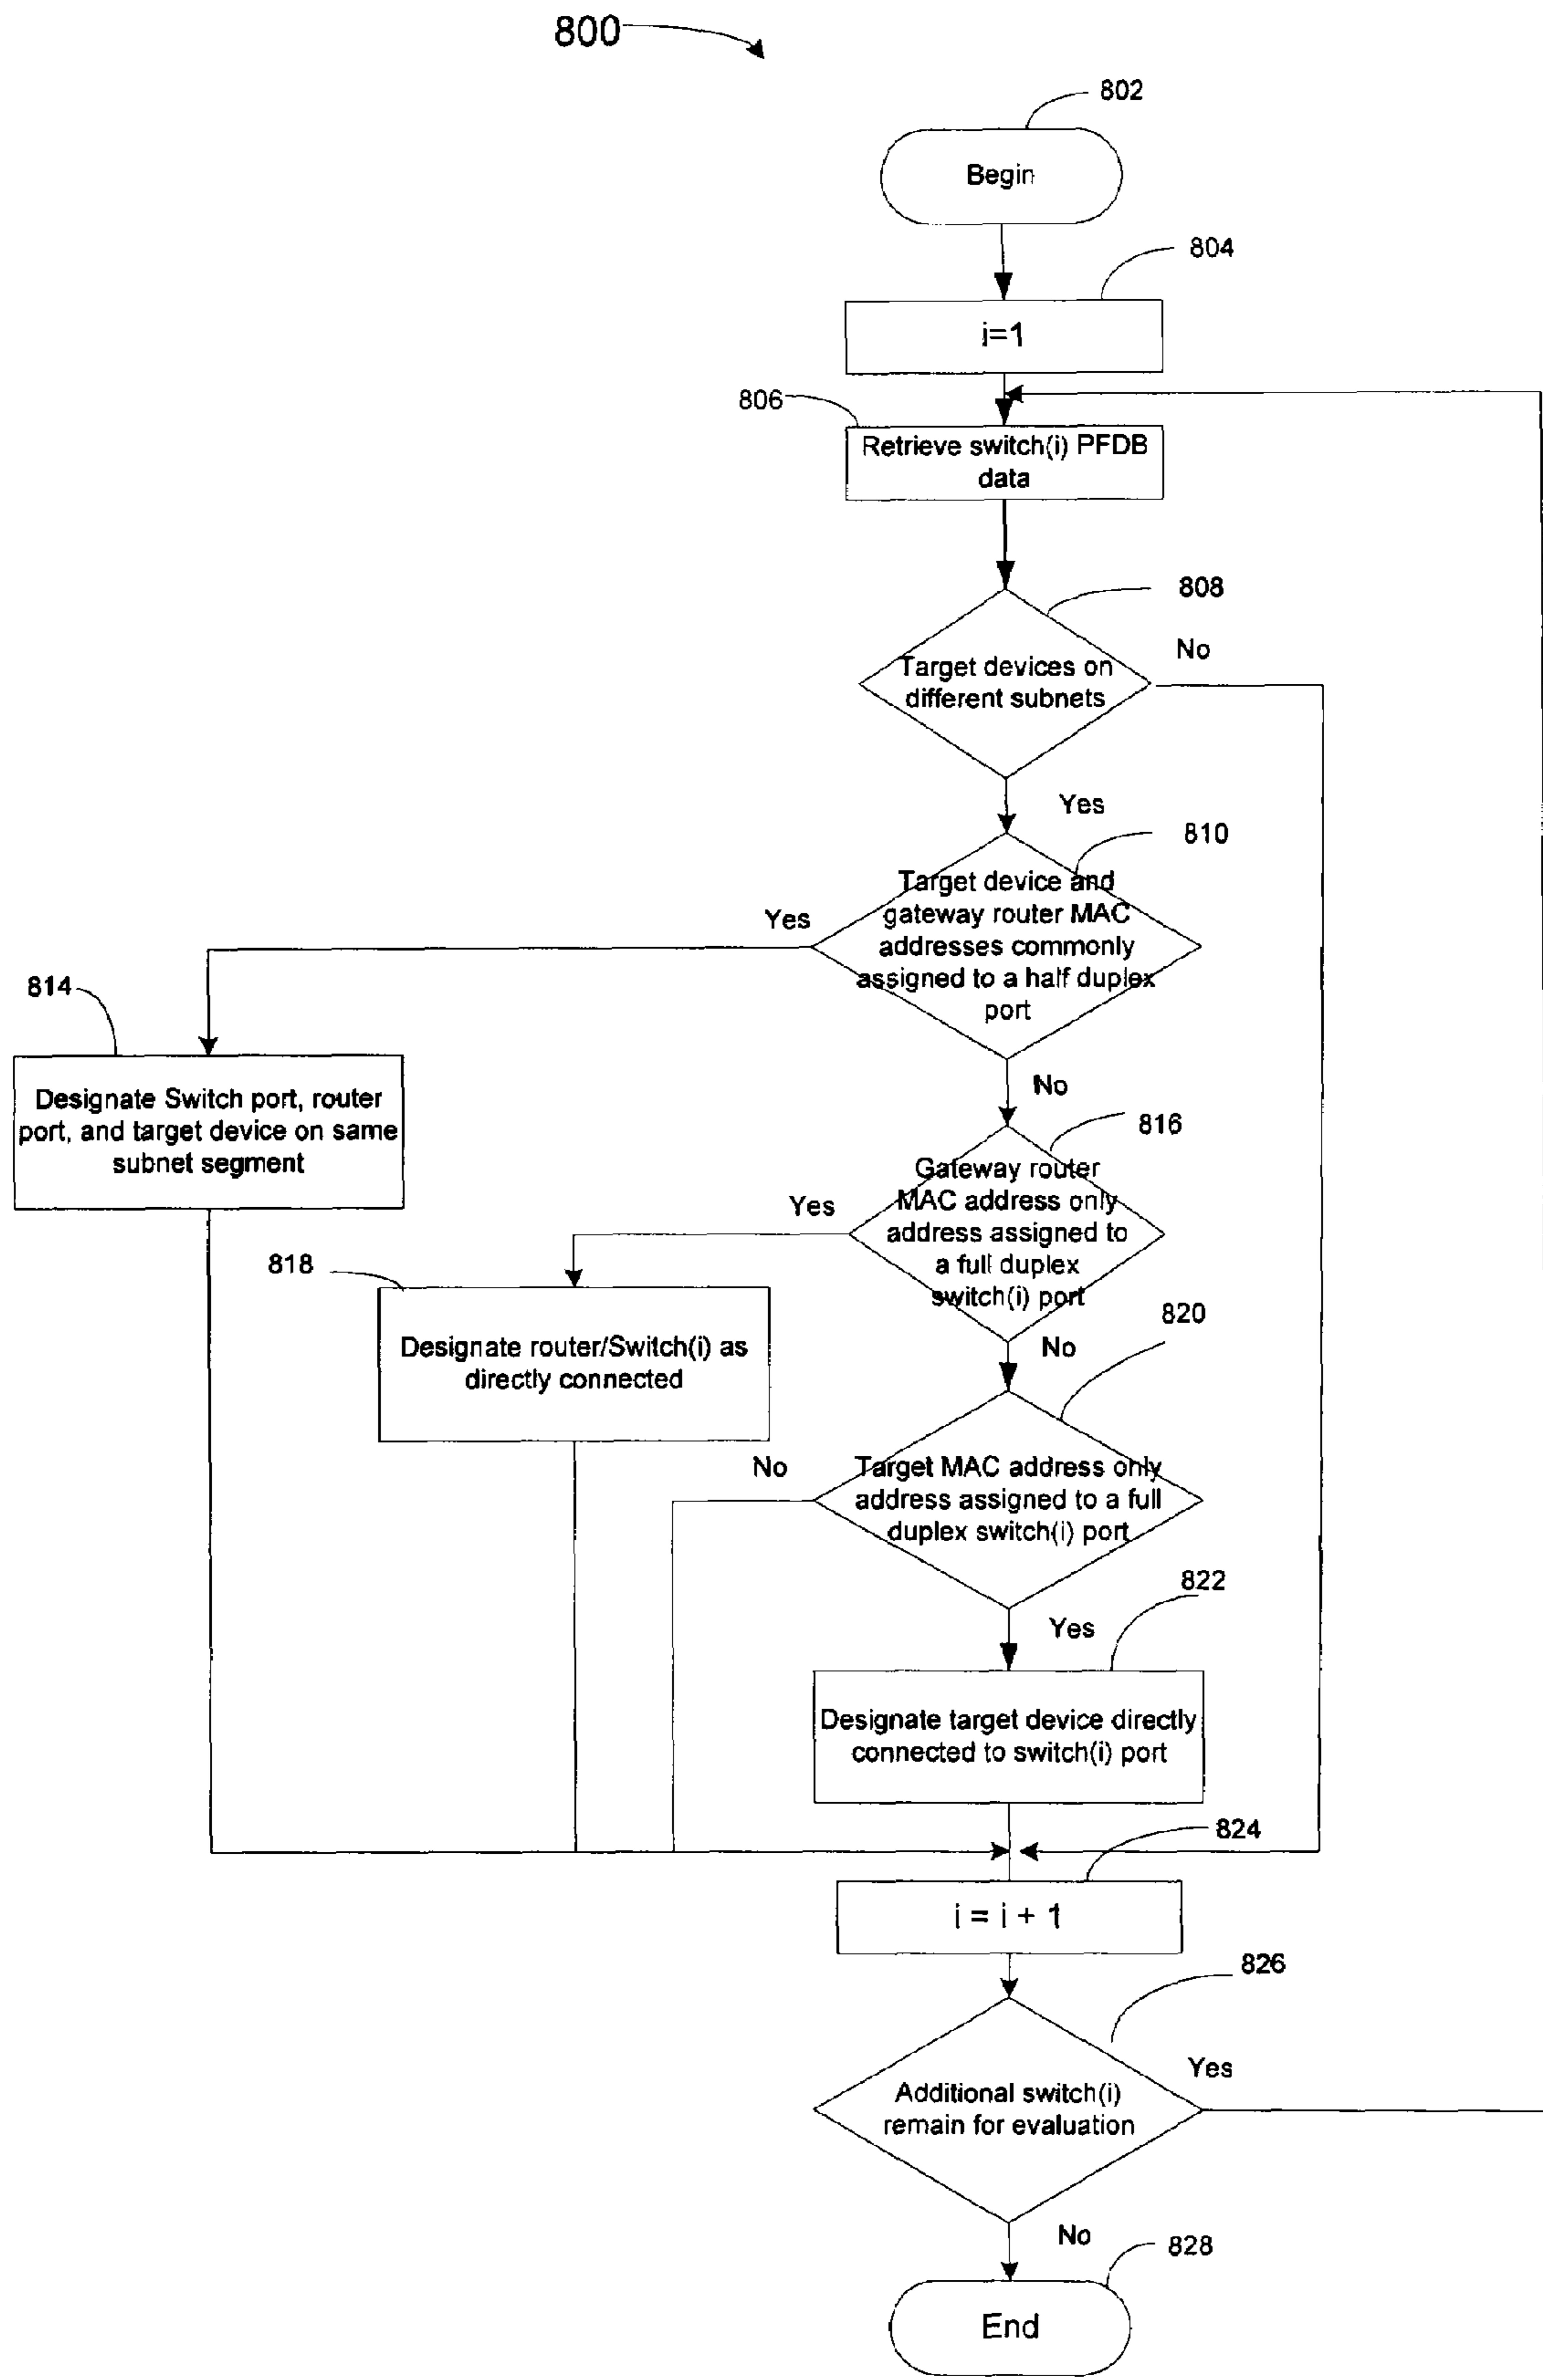 800
802
Begin
804
i=1
806
Retrieve switch(i) PFDB
data
808
No
Target devices on
different subnets
Yes
810
Target device and
gateway router MAC
addresses commonly
assigned to a half duplex
port
Yes
814
Designate Switch port, router
port, and target device on same
subnet segment
No
816
Gateway router
MAC address only
address assigned to
a full duplex
switch(i) port
Yes
818
Designate router/Switch(i) as
directly connected
820
No
No
Target MAC address only
address assigned to a full
duplex switch(i) port
822
Yes
Designate target device directly
connected to switch(i) port
824
i = i + 1
826
Yes
Additional switch(i)
remain for evaluation
No
828
End